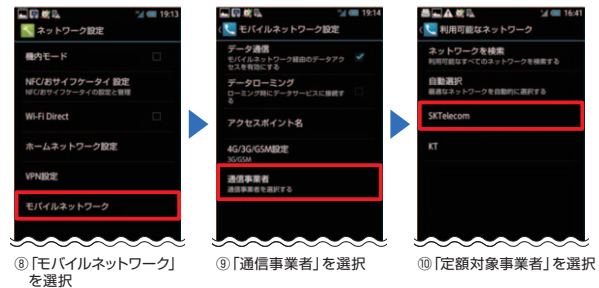 19:13
ネットワーク設定
機内モード
NFC/おサイフケータイ 設定
NFC/おサイフケータイの設定と管理
Wi-Fi Direct
ホームネットワーク設定
VPN設定
モバイルネットワーク
⑧「モバイルネットワーク」
を選択
19:14
モバイルネットワーク設定
データ通信
モバイルネットワーク経由のデータアク
セスを有効にする
データローミング
ローミング時にデータサービスに接続す
る
アクセスポイント名
4G/3G/GSM設定
3G/GSM
通信事業者
通信事業者を選択する
⑨「通信事業者」を選択
16:41
利用可能なネットワーク
ネットワークを検索
利用可能なすべてのネットワークを検索する
自動選択
最適なネットワークを自動的に選択する
SKTelecom
KT
⑩「定額対象事業者」を選択